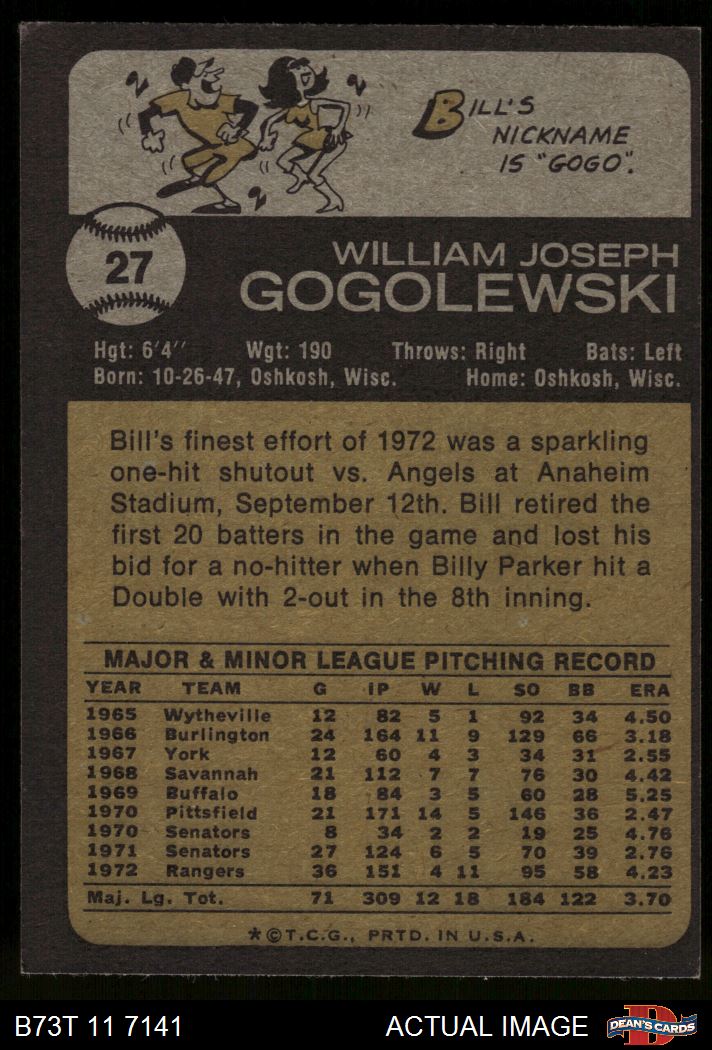 BILL'S
NICKNAME
IS "GOGO".
27
WILLIAM JOSEPH
GOGOLEWSKI
Hgt: 6'4" Wgt: 190 Throws: Right Bats: Left
Born: 10-26-47, Oshkosh, Wisc. Home: Oshkosh, Wisc.
Bill's finest effort of 1972 was a sparkling
one-hit shutout vs. Angels at Anaheim
Stadium, September 12th. Bill retired the
first 20 batters in the game and lost his
bid for a no-hitter when Billy Parker hit a
Double with 2-out in the 8th inning.
MAJOR & MINOR LEAGUE PITCHING RECORD
YEAR TEAM G IP W L SO BB ERA
1965 Wytheville 12 82 5 1 92 34 4.50
1966 Burlington 24 164 11 9 129 66 3.18
1967 York 12 60 4 3 34 31 2.55
1968 Savannah 21 112 7 7 76 30 4.42
1969 Buffalo 18 84 3 5 60 28 5.25
1970 Pittsfield 21 171 14 5 146 36 2.47
1970 Senators 8 34 2 2 19 25 4.76
1971 Senators 27 124 6 5 70 39 2.76
1972 Rangers 36 151 4 11 95 58 4.23
Maj. Lg. Tot. 71 309 12 18 184 122 3.70
*©T.C.G., PRTD. IN U.S.A.
B73T 11 7141 ACTUAL IMAGE D DEAN'S CARDS